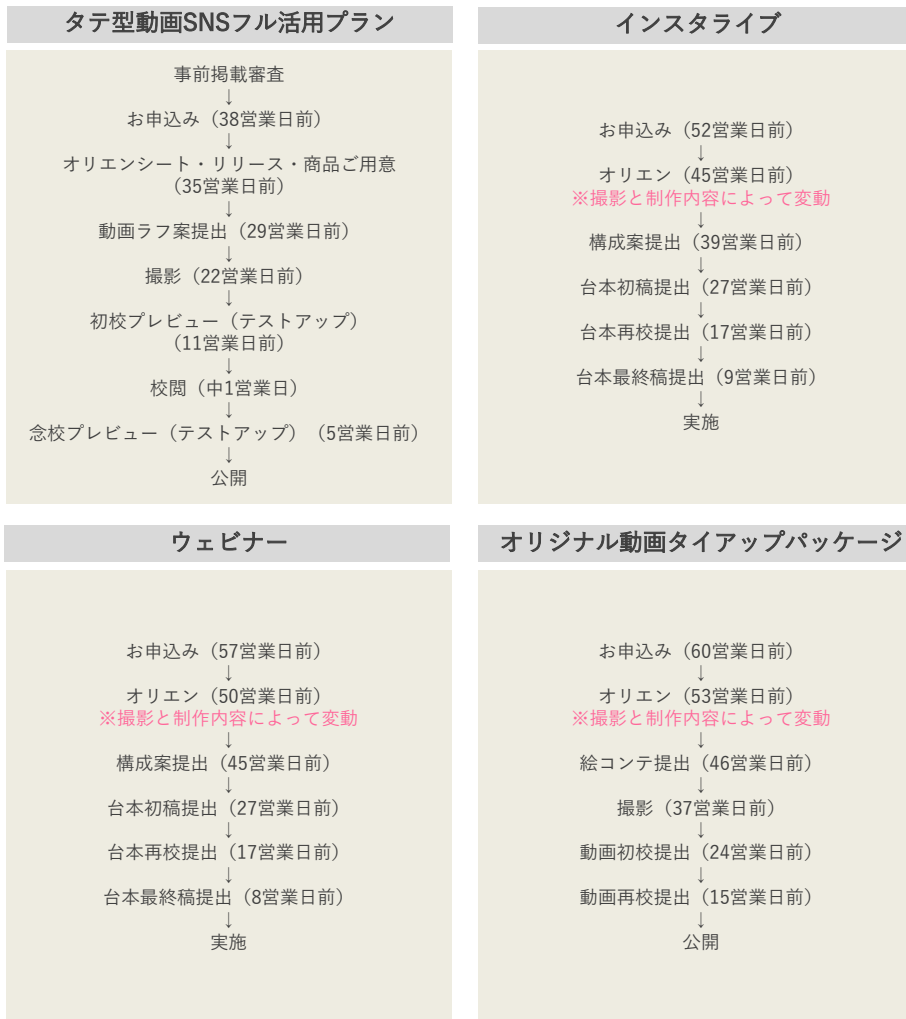 タテ型動画SNSフル活用プラン
事前掲載審査
↓
お申込み（38営業日前）
↓
オリエンシート・リリース・商品ご用意
（35営業日前）
↓
動画ラフ案提出（29営業日前）
↓
撮影（22営業日前）
↓
初校プレビュー（テストアップ）
（11営業日前）
↓
校閲（中1営業日）
↓
念校プレビュー（テストアップ）（5営業日前）
↓
公開
インスタライブ
お申込み（52営業日前）
↓
オリエン（45営業日前）
※撮影と制作内容によって変動
↓
構成案提出（39営業日前）
↓
台本初稿提出（27営業日前）
↓
台本再校提出（17営業日前）
↓
台本最終稿提出（9営業日前）
↓
実施
ウェビナー
お申込み（57営業日前）
↓
オリエン（50営業日前）
※撮影と制作内容によって変動
↓
構成案提出（45営業日前）
↓
台本初稿提出（27営業日前）
↓
台本再校提出（17営業日前）
↓
台本最終稿提出（8営業日前）
↓
実施
オリジナル動画タイアップパッケージ
お申込み（60営業日前）
↓
オリエン（53営業日前）
※撮影と制作内容によって変動
↓
絵コンテ提出（46営業日前）
↓
撮影（37営業日前）
↓
動画初校提出（24営業日前）
↓
動画再校提出（15営業日前）
↓
公開